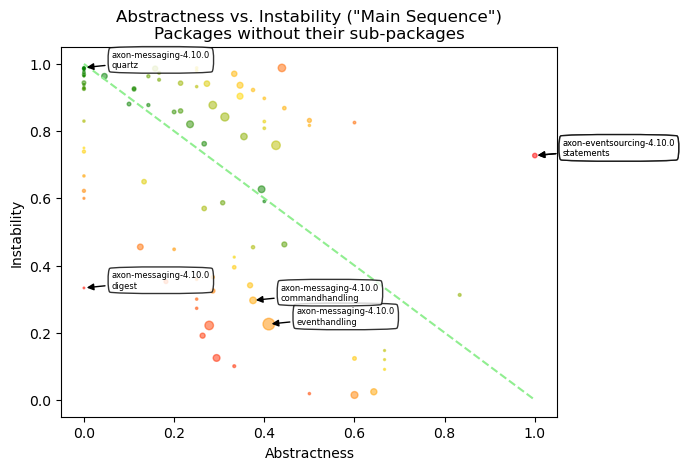 Abstractness vs. Instability ("Main Sequence")
Packages without their sub-packages
1.0
0.8
0.6
0.4
0.2
0.0
Instability
axon-messaging-4.10.0
quartz
axon-eventsourcing-4.10.0
statements
axon-messaging-4.10.0
digest
axon-messaging-4.10.0
commandhandling
axon-messaging-4.10.0
eventhandling
0.0
0.2
0.4
0.6
0.8
1.0
Abstractness